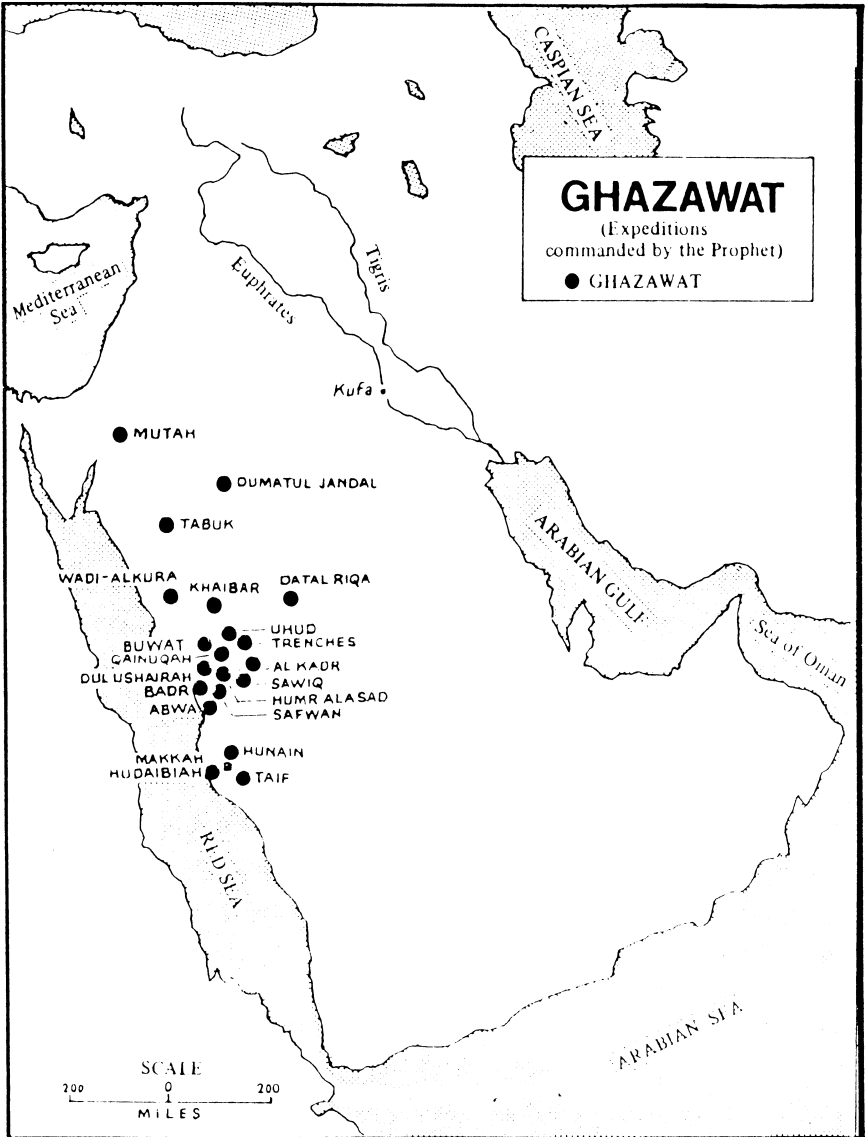 CASPIAN SEA
GHAZAWAT
(Expeditions
commanded by the Prophet)
GHAZAWAT
Mediterranean
Sea
Euphrates
Tigris
Kufa
MUTAH
DUMATUL JANDAL
TABUK
ARABIAN GULF
Sea of Oman
WADI-ALKURA
KHAIBAR
DATAL RIQA
UHUD
BUWAT
TRENCHES
QAINUQAH
AL KADR
DUL USHAIRAH
SAWIQ
BADR
HUMR ALASAD
ABWA
SAFWAN
HUNAIN
MAKKAH
HUDAIBIAH
TAIF
RED SEA
ARABIAN SEA
SCALE
200 0 200
MILES